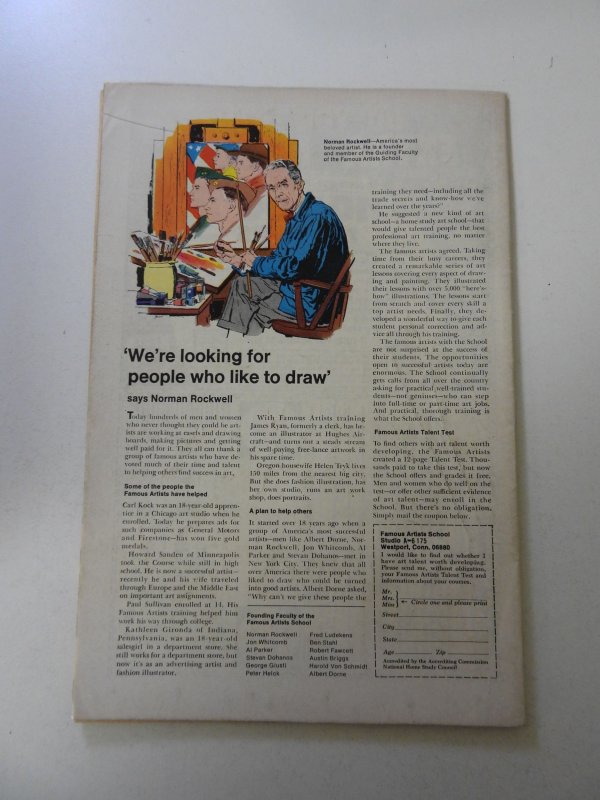 Norman Rockwell—America's most
beloved artist. He is a founder
and member of the Guiding Faculty
of the Famous Artists School.
'We're looking for
people who like to draw'
says Norman Rockwell
Today hundreds of men and women
who never thought they could be art-
ists are working at easels and drawing
boards, making pictures and getting
well paid for it. They all can thank a
group of famous artists who have de-
voted much of their time and talent
to helping others find success in art.
Some of the people the
Famous Artists have helped
Carl Kock was an 18-year-old appren-
tice in a Chicago art studio when he
enrolled. Today he prepares ads for
such companies as General Motors
and Firestone—has won five gold
medals.
Howard Sanden of Minneapolis
took the Course while still in high
school. He is now a successful artist—
recently he and his wife traveled
through Europe and the Middle East
on important art assignments.
Paul Sullivan enrolled at 14. His
Famous Artists training helped him
work his way through college.
Kathleen Gironda of Indiana,
Pennsylvania, was an 18-year-old
salesgirl in a department store. She
still works for a department store, but
now it's as an advertising artist and
fashion illustrator.
With Famous Artists training
James Ryan, formerly a clerk, has be-
come an illustrator at Hughes Air-
craft—and turns out a steady stream
of well-paying free-lance artwork in
his spare time.
Oregon housewife Helen Tryk lives
150 miles from the nearest big city.
But she does fashion illustration, has
her own studio, runs an art work
shop, does portraits.
A plan to help others
It started over 18 years ago when a
group of America's most successful
artists—men like Albert Dorne, Nor-
man Rockwell, Jon Whitcomb, Al
Parker and Stevan Dohanos—met in
New York City. They knew that all
over America there were people who
liked to draw who could be turned
into good artists. Albert Dorne asked,
"Why can't we give these people the
Founding Faculty of the
Famous Artists School
Norman Rockwell
Jon Whitcomb
Al Parker
Stevan Dohanos
George Giusti
Peter Helck
Fred Ludekens
Ben Stahl
Robert Fawcett
Austin Briggs
Harold Von Schmidt
Albert Dorne
training they need—including all the
trade secrets and know-how we've
learned over the years?"
He suggested a new kind of art
school—a home study art school—that
would give talented people the best
professional art training, no matter
where they live.
The famous artists agreed. Taking
time from their busy careers, they
created a remarkable series of art
lessons covering every aspect of draw-
ing and painting. They illustrated
their lessons with over 5,000 "here's-
how" illustrations. The lessons start
from scratch and cover every skill a
top artist needs. Finally, they de-
veloped a wonderful way to give each
student personal correction and ad-
vice all through his training.
The famous artists with the School
are not surprised at the success of
their students. The opportunities
open to successful artists today are
enormous. The School continually
gets calls from all over the country
asking for practical well-trained stu-
dents—not geniuses—who can step
into full-time or part-time art jobs.
And practical, thorough training is
what the School offers.
Famous Artists Talent Test
To find others with art talent worth
developing, the Famous Artists
created a 12-page Talent Test. Thou-
sands paid to take this test, but now
the School offers and grades it free.
Men and women who do well on the
test—or offer other sufficient evidence
of art talent—may enroll in the
School. But there's no obligation.
Simply mail the coupon below.
Famous Artists School
Studio A-6175
Westport, Conn. 06880
I would like to find out whether I
have art talent worth developing.
Please send me, without obligation,
your Famous Artists Talent Test and
information about your courses.
Mr.
Mrs.
Miss
Circle one and please print
Street
City
State
Age Zip
Accredited by the Accrediting Commission
National Home Study Council